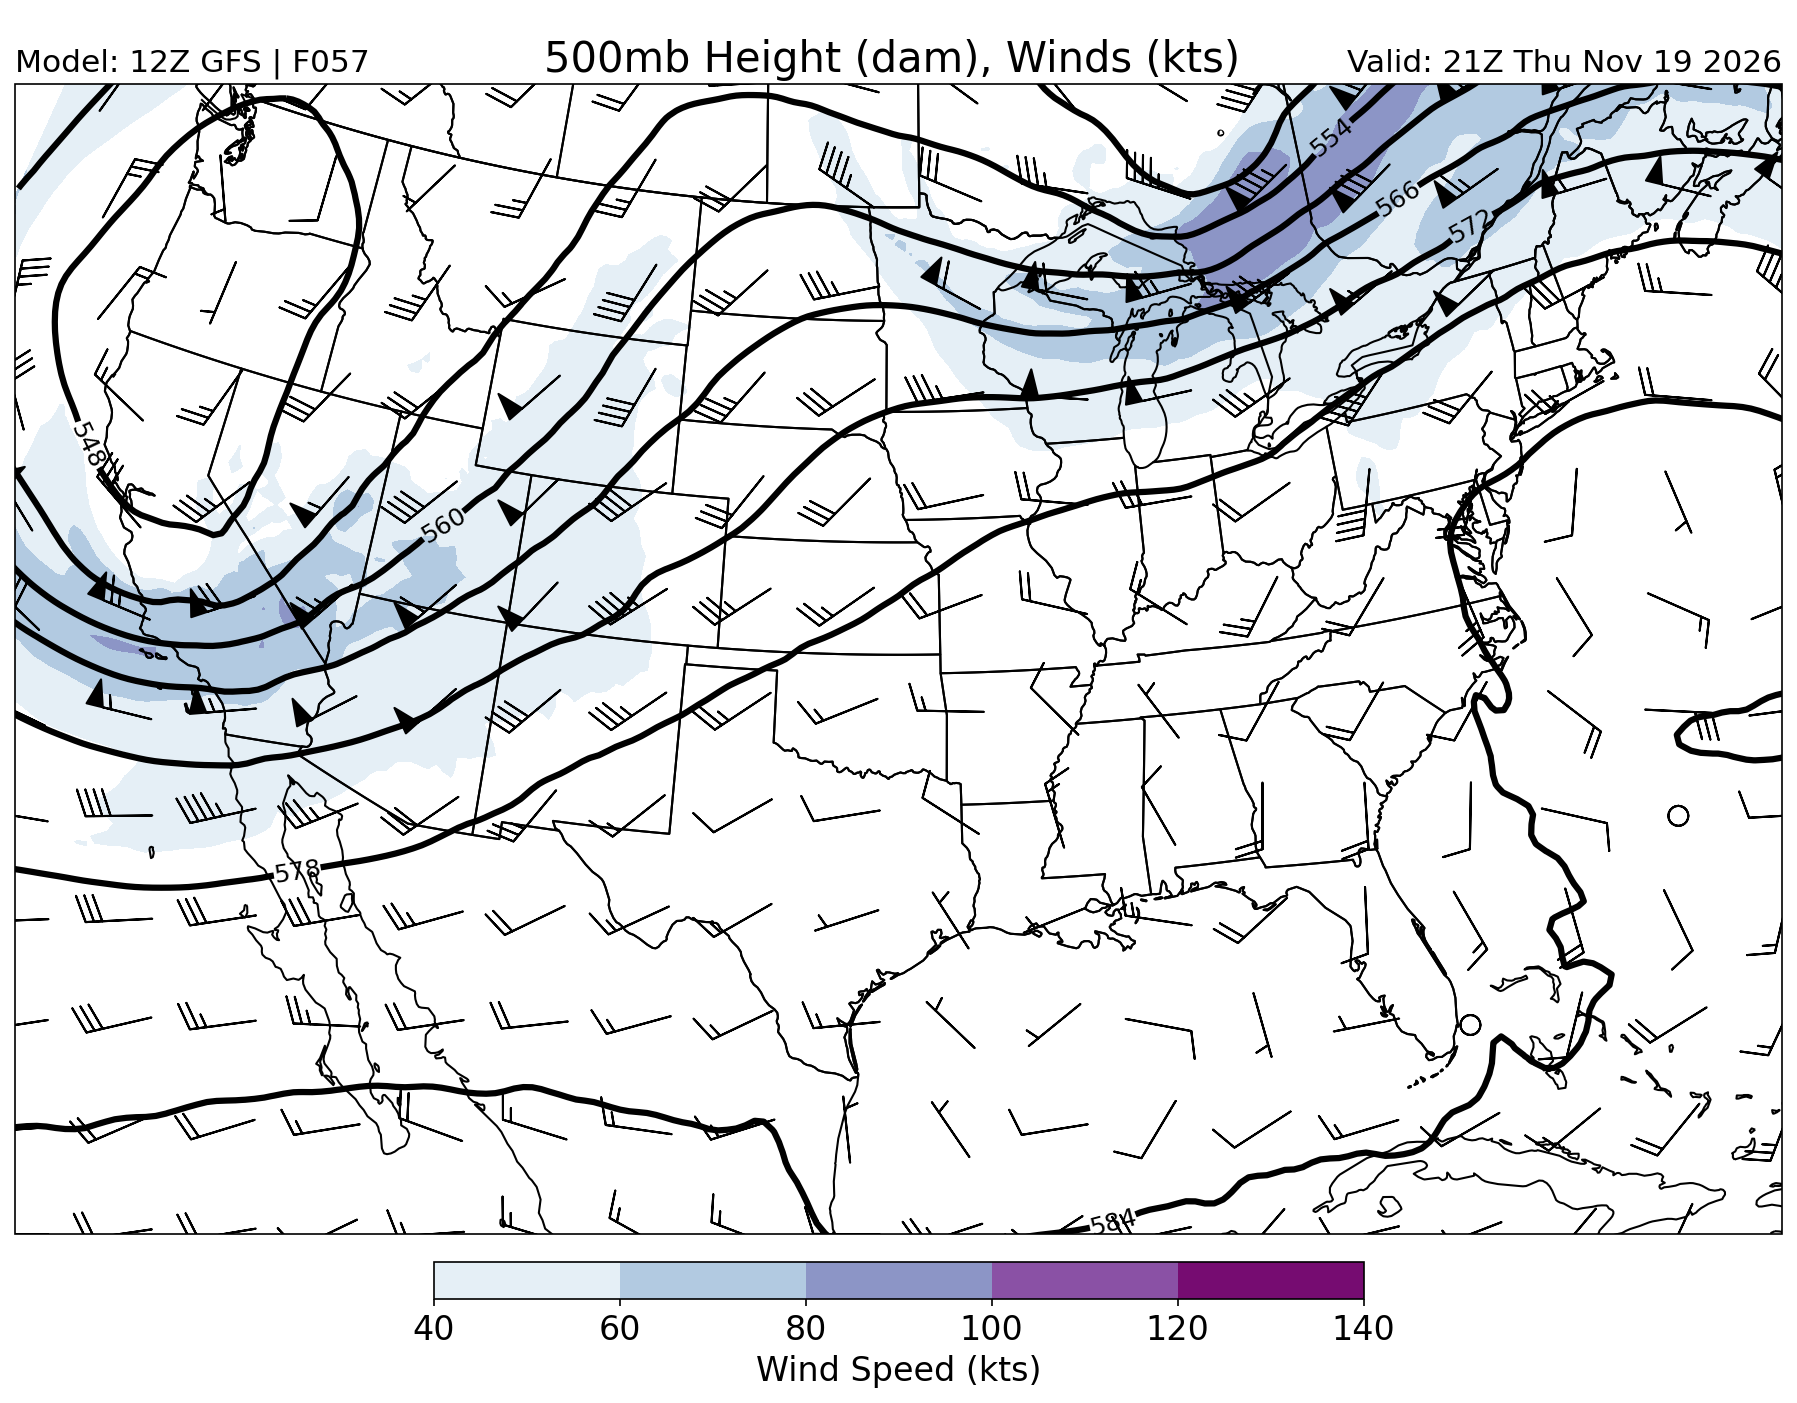 Model: 12Z GFS | F057
500mb Height (dam), Winds (kts)
Valid: 21Z Thu Nov 19 2026
554
566
572
548
560
578
584
40 60 80 100 120 140
Wind Speed (kts)